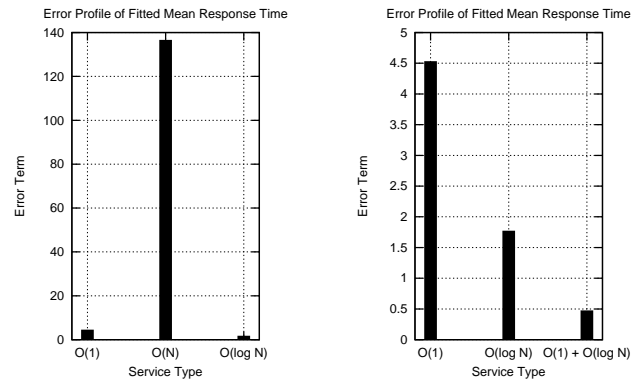 Error Profile of Fitted Mean Response Time
140
120
100
80
60
40
20
0
Error Term
O(1) O(N) O(log N)
Service Type
Error Profile of Fitted Mean Response Time
5
4.5
4
3.5
3
2.5
2
1.5
1
0.5
0
Error Term
O(1) O(log N) O(1) + O(log N)
Service Type